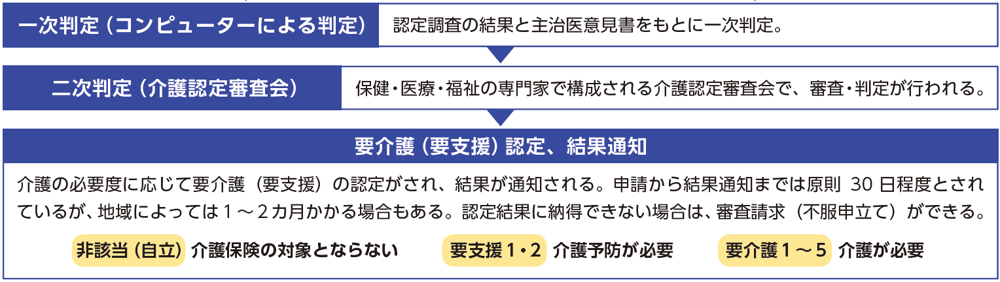 一次判定(コンピューターによる判定) 認定調査の結果と主治医意見書をもとに一次判定。
二次判定(介護認定審査会) 保健・医療・福祉の専門家で構成される介護認定審査会で、審査・判定が行われる。
要介護(要支援)認定、結果通知
介護の必要度に応じて要介護(要支援)の認定がされ、結果が通知される。申請から結果通知までは原則 30 日程度とされ
ているが、地域によっては1~2カ月かかる場合もある。認定結果に納得できない場合は、審査請求(不服申立て)ができる。
非該当(自立) 介護保険の対象とならない 要支援1・2 介護予防が必要 要介護1~5 介護が必要